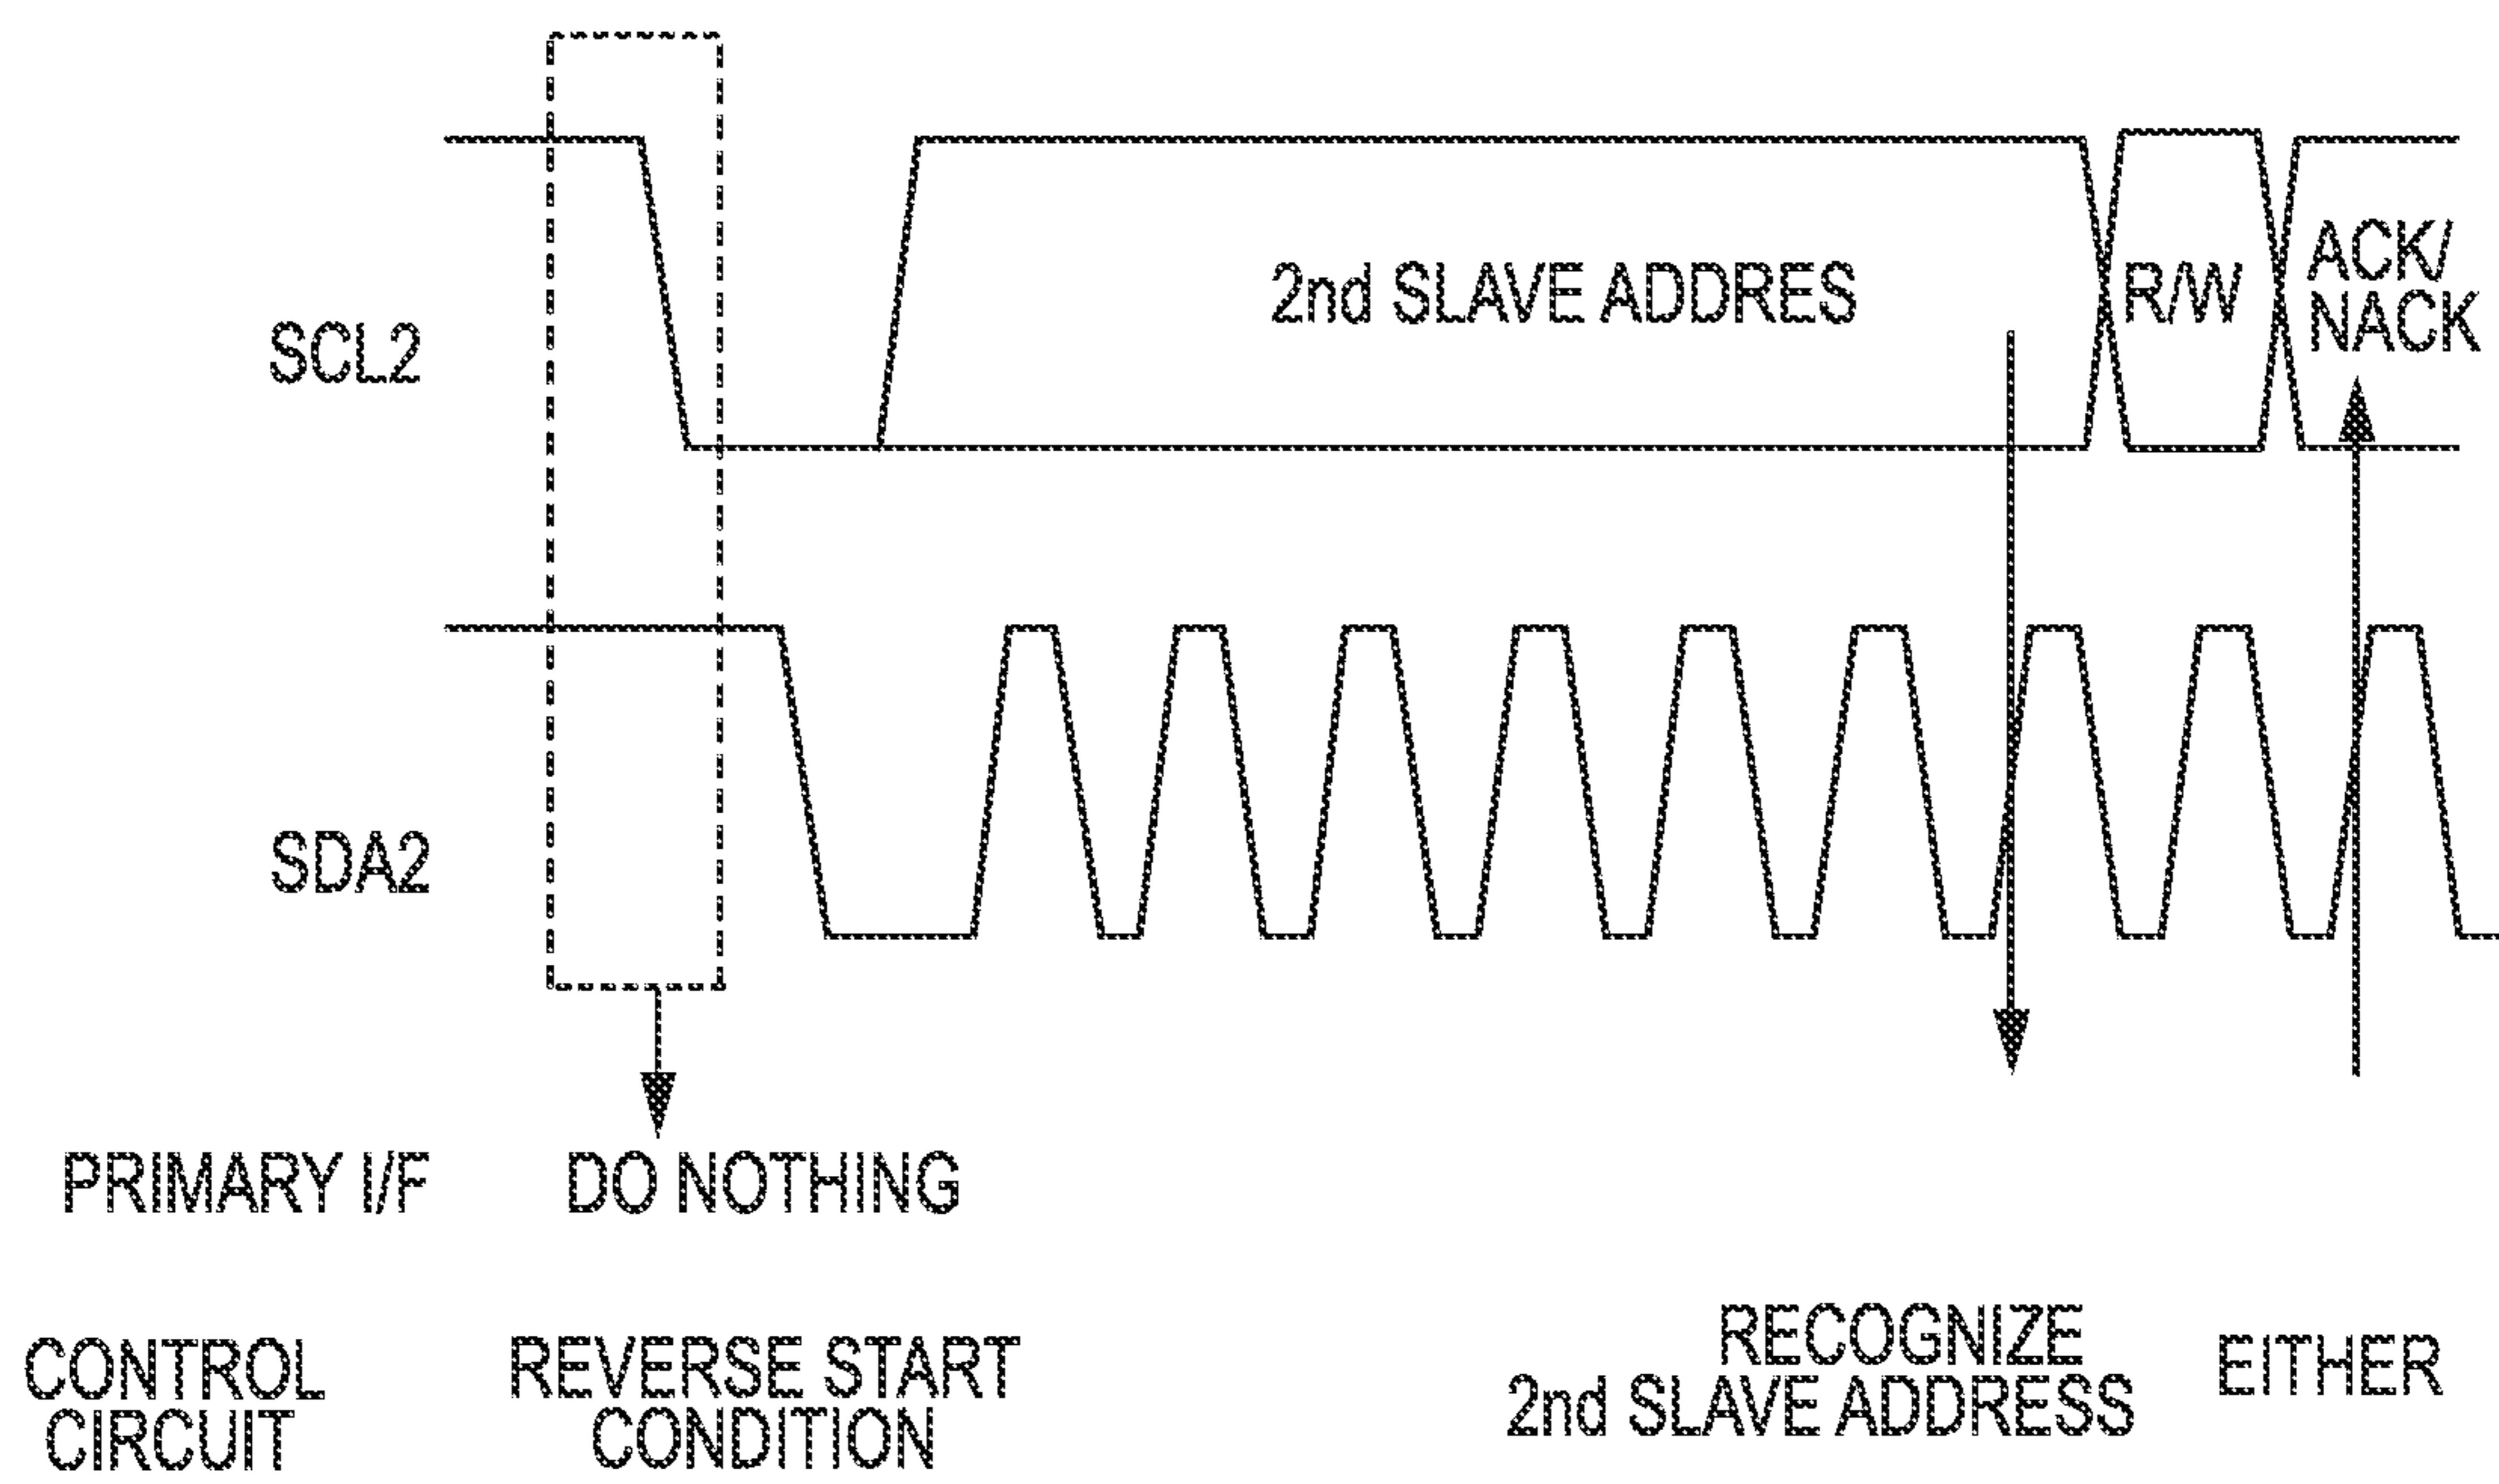 2nd SLAVE ADDRES
R/W
ACK/
NACK
SCL2
SDA2
PRIMARY I/F
DO NOTHING
CONTROL
CIRCUIT
REVERSE START
CONDITION
RECOGNIZE
2nd SLAVE ADDRESS
EITHER